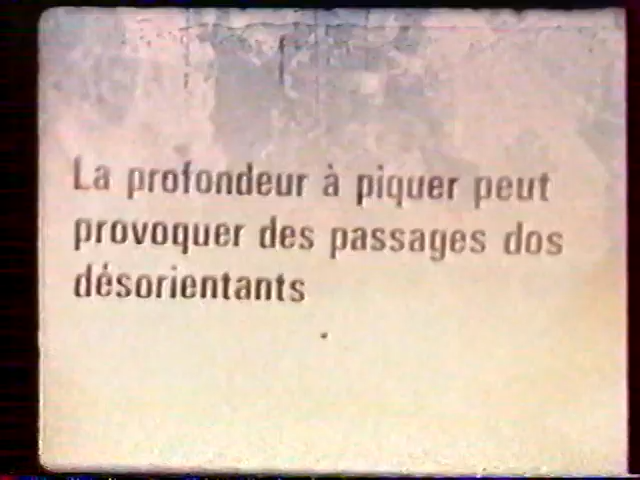 La profondeur à piquer peut
provoquer des passages dos
désorientants